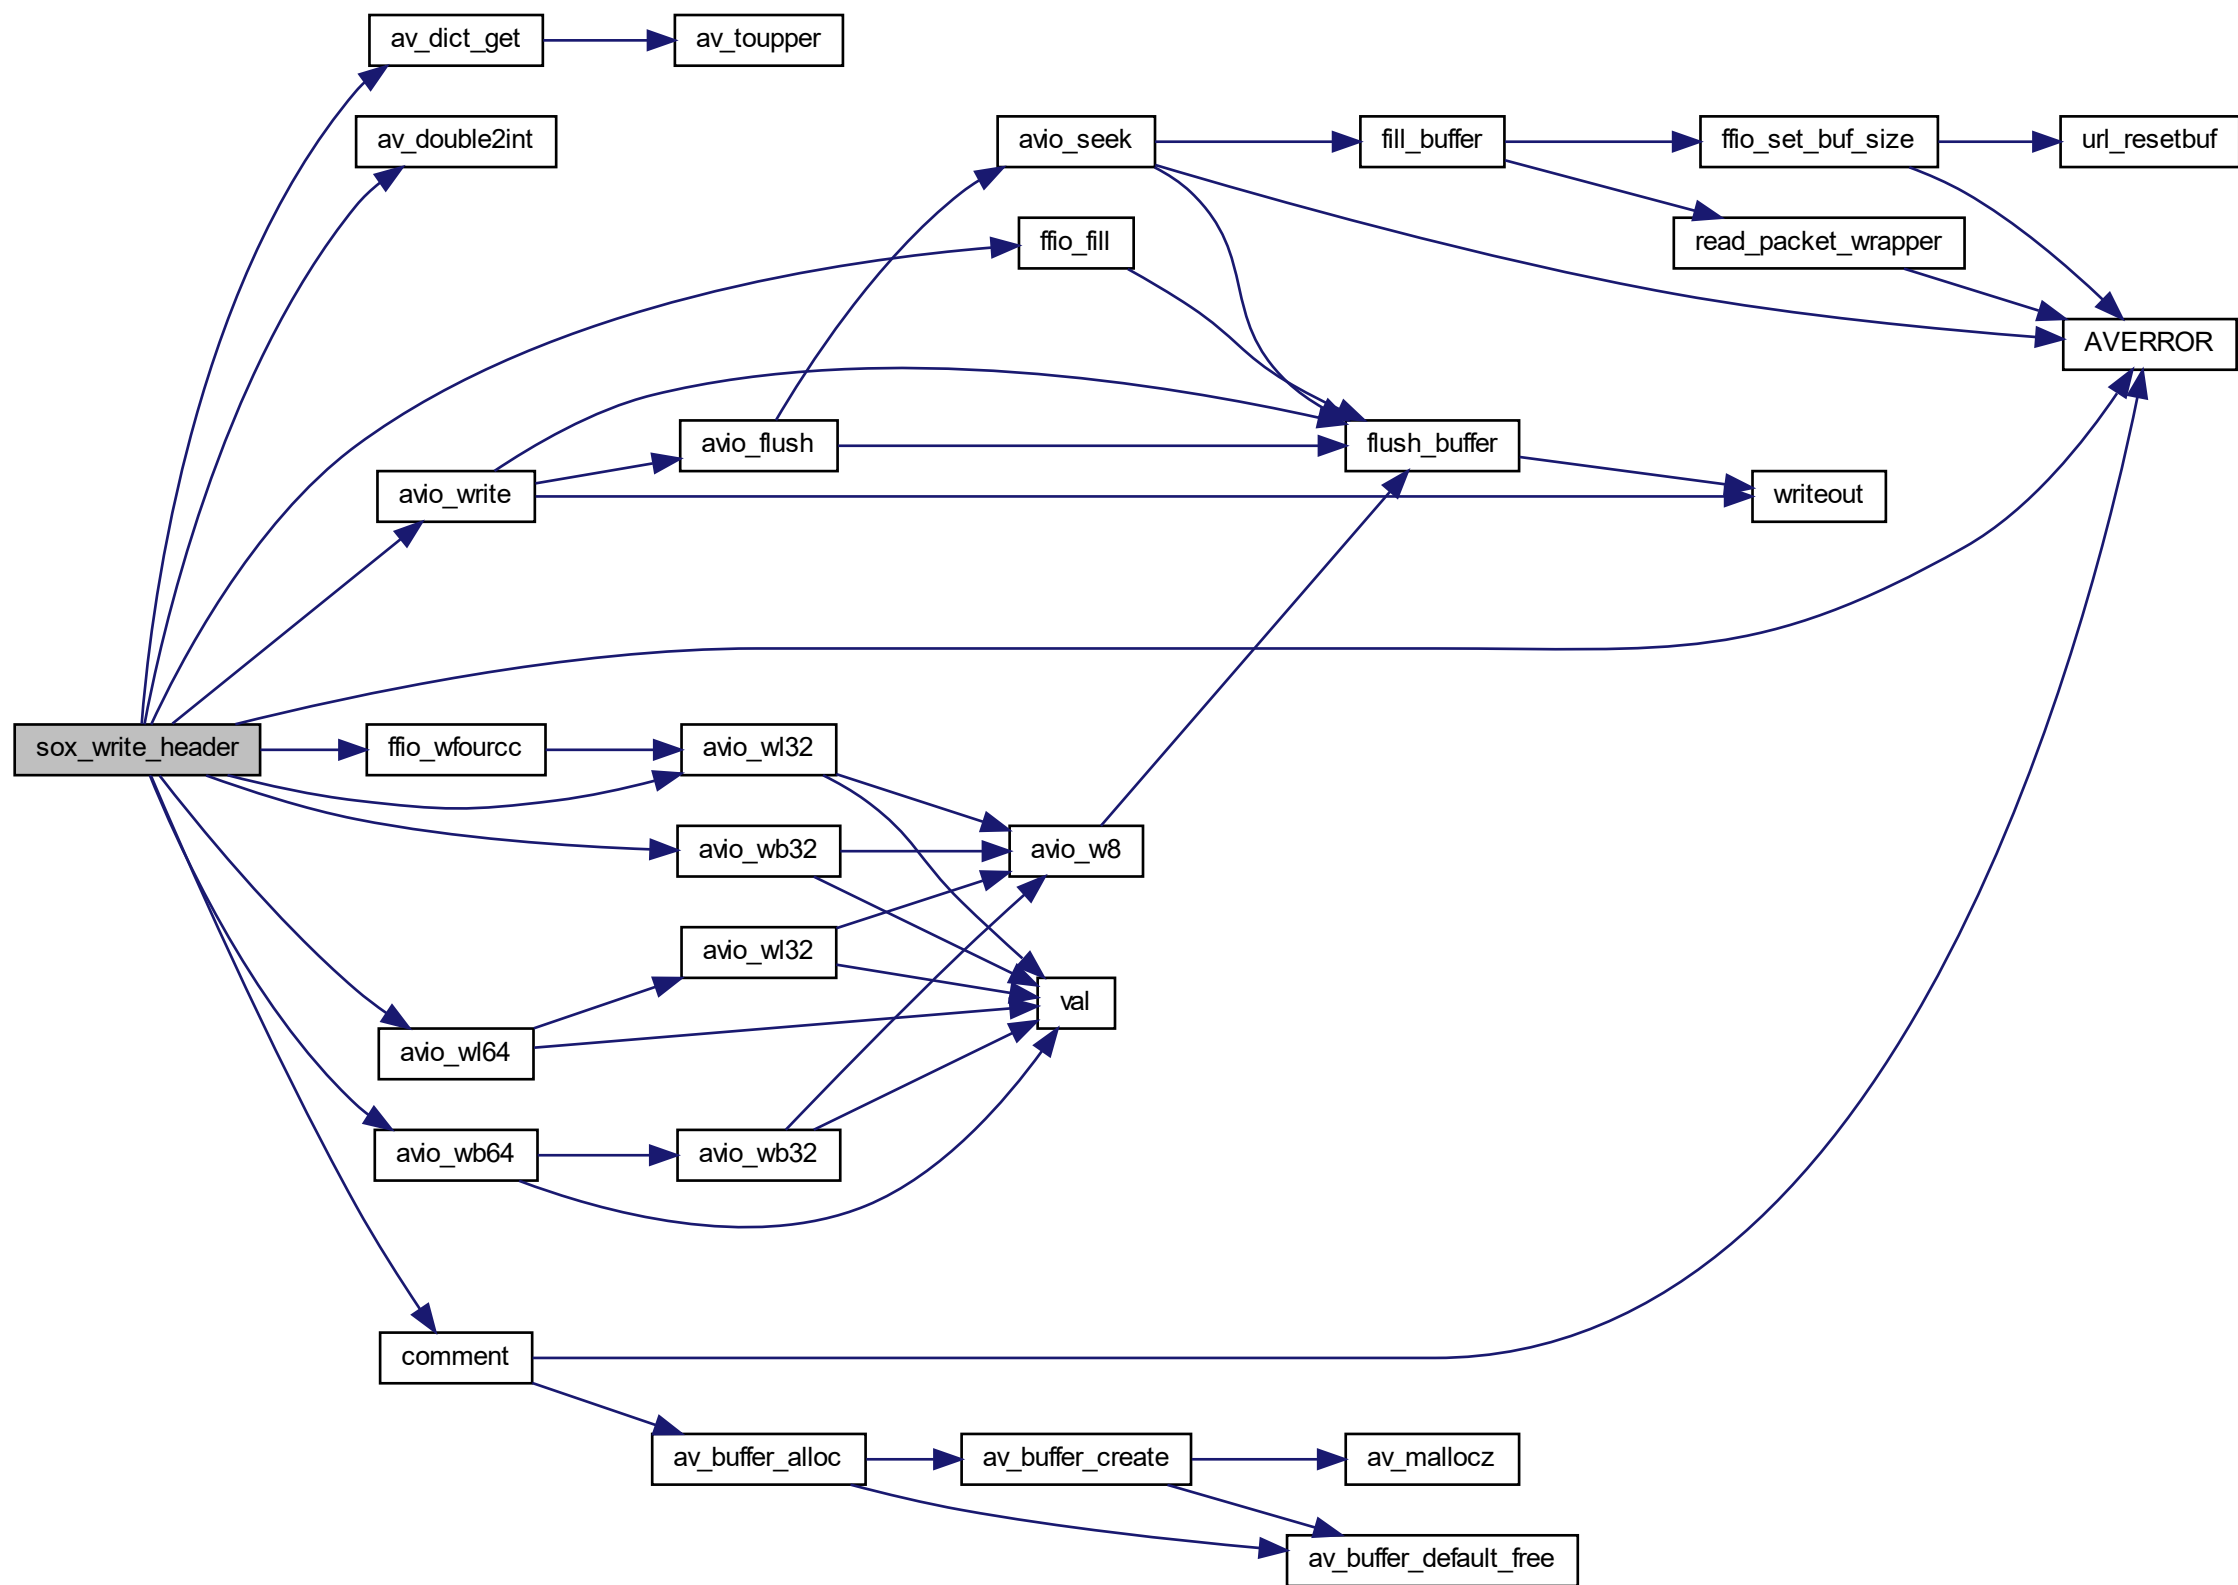 av_dict_get
av_toupper
av_double2int
avio_seek
fill_buffer
ffio_set_buf_size
url_resetbuf
ffio_fill
read_packet_wrapper
AVERROR
avio_flush
flush_buffer
avio_write
writeout
sox_write_header
ffio_wfourcc
avio_wl32
avio_wb32
avio_w8
avio_wl32
val
avio_wl64
avio_wb64
avio_wb32
comment
av_buffer_alloc
av_buffer_create
av_mallocz
av_buffer_default_free